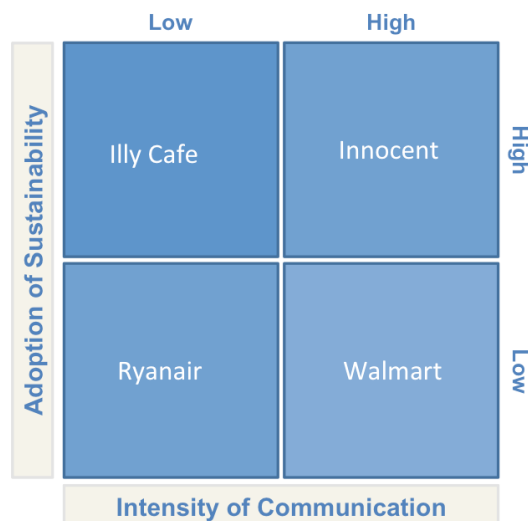 Low
High
Adoption of Sustainability
Illy Cafe
Innocent
High
Ryanair
Walmart
Low
Intensity of Communication